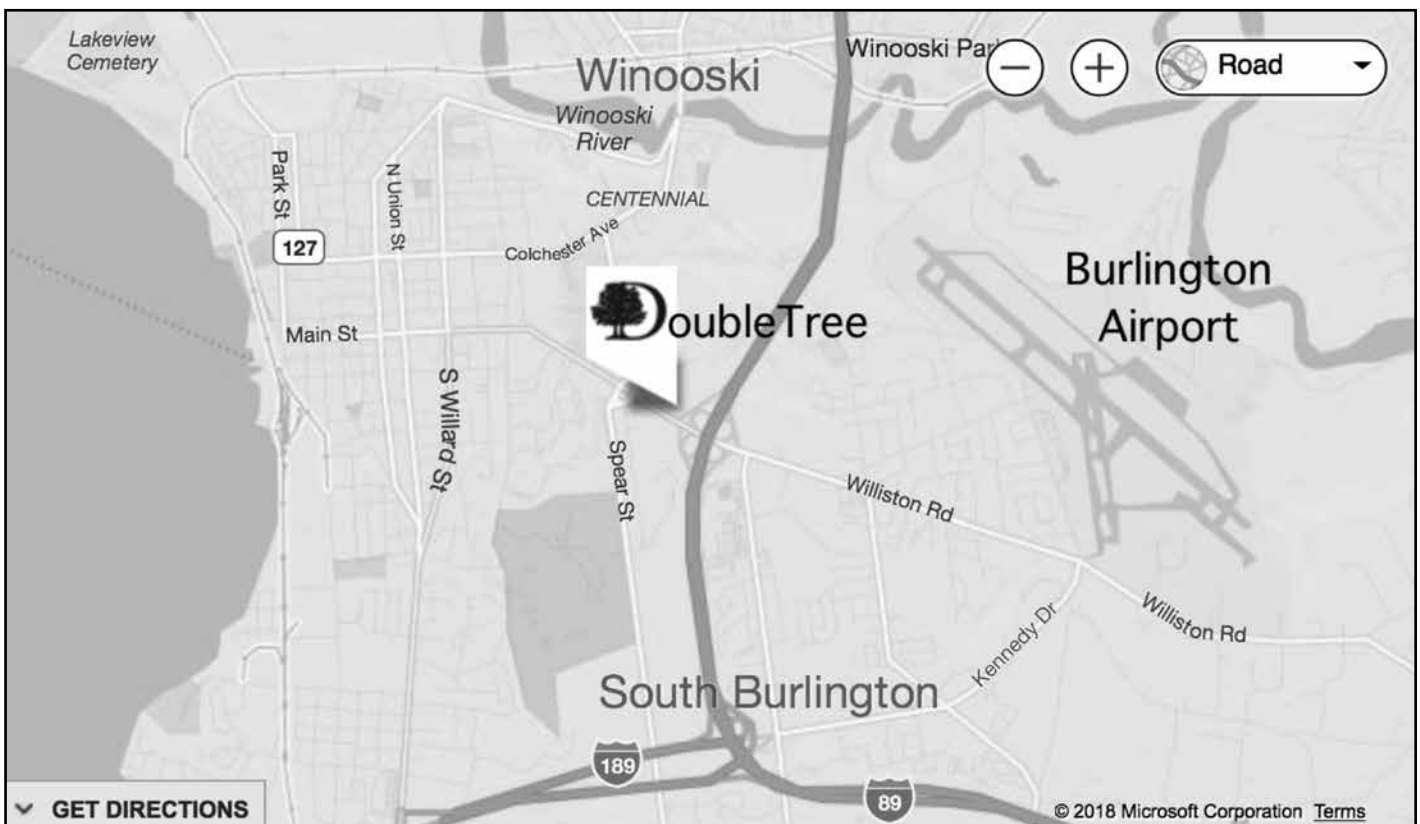 Lakeview
Cemetery
Winooski Par
−
+
Road
Winooski
Winooski
River
Park St
N Union St
CENTENNIAL
127
Colchester Ave
Burlington
Airport
DoubleTree
Main St
S Willard St
Spear St
Williston Rd
Kennedy Dr
Williston Rd
South Burlington
189
89
GET DIRECTIONS
© 2018 Microsoft Corporation Terms